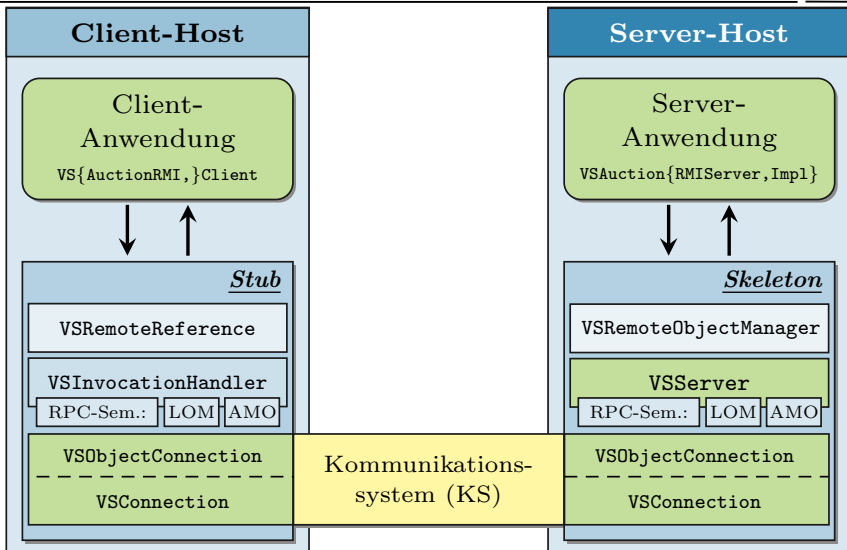 Client-Host
Client-
Anwendung
VS{AuctionRMI,}Client
Stub
VSRemoteReference
VSInvocationHandler
RPC-Sem.: LOM AMO
VSObjectConnection
VSConnection
Kommunikations-
system (KS)
Server-Host
Server-
Anwendung
VSAuction{RMIServer,Impl}
Skeleton
VSRemoteObjectManager
VSServer
RPC-Sem.: LOM AMO
VSObjectConnection
VSConnection